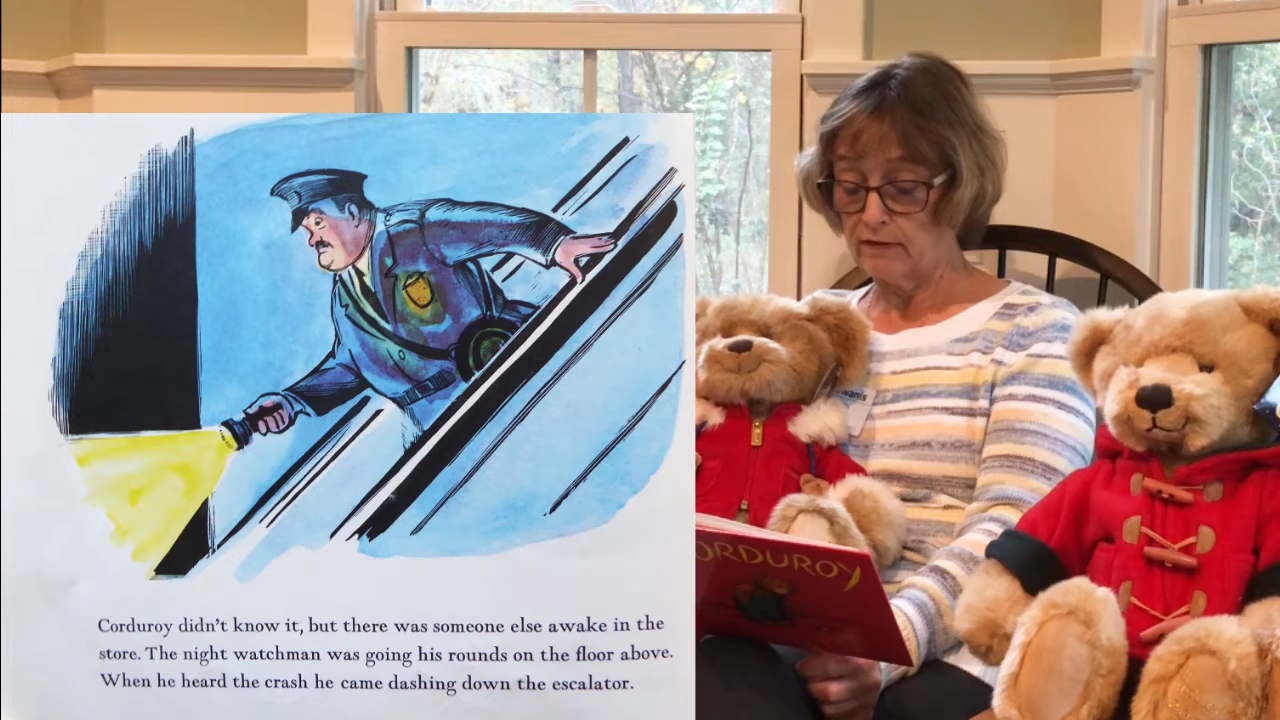 Corduroy didn't know it, but there was someone else awake in the
store. The night watchman was going his rounds on the floor above.
When he heard the crash he came dashing down the escalator.
CORDUROY